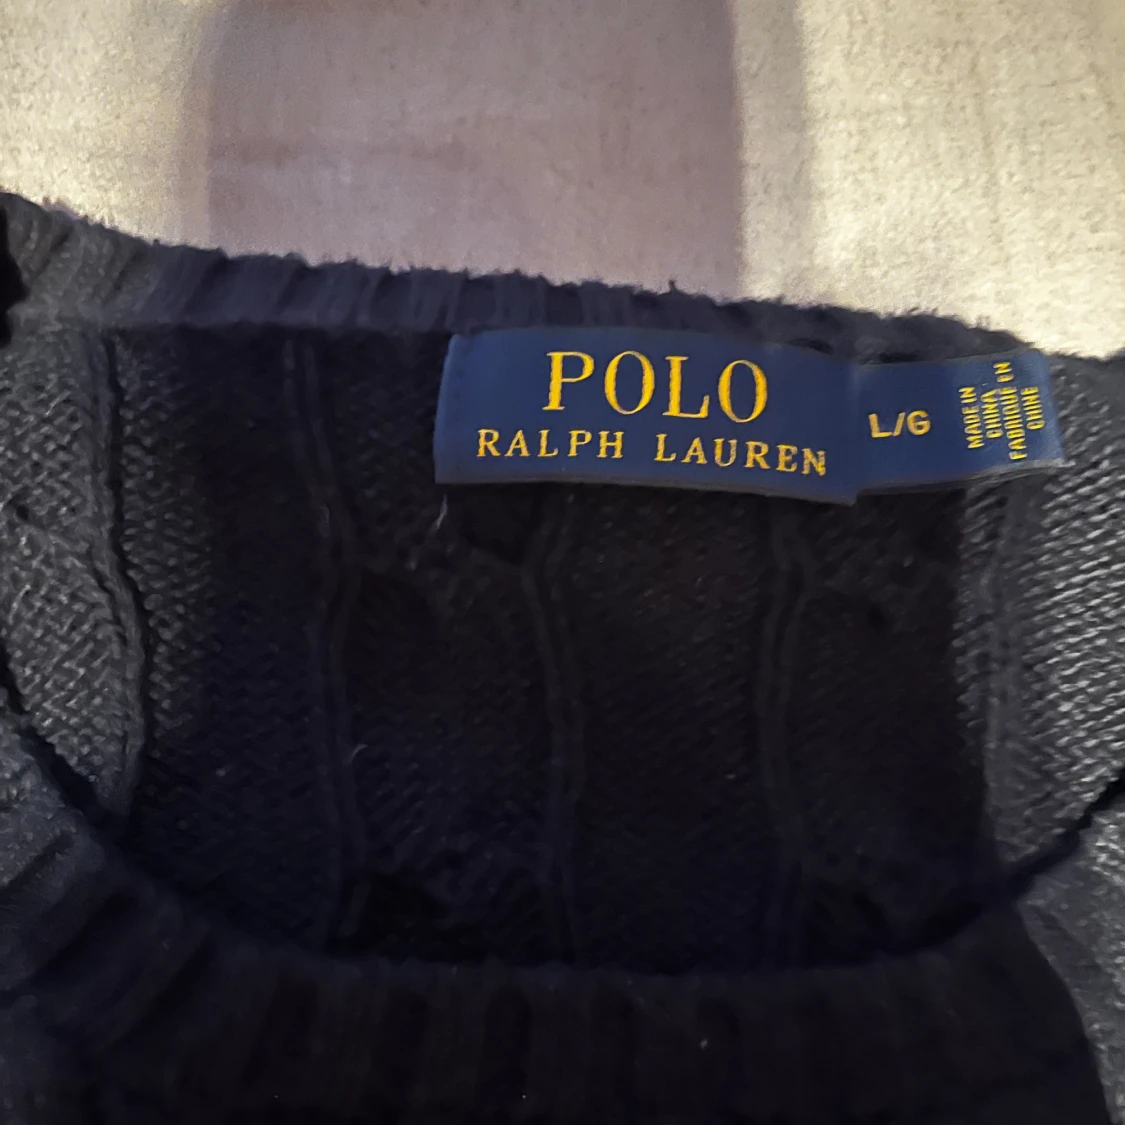 POLO
RALPH LAUREN
L/G
MADE IN
CHINA
FABRIQUÉ EN
CHINE